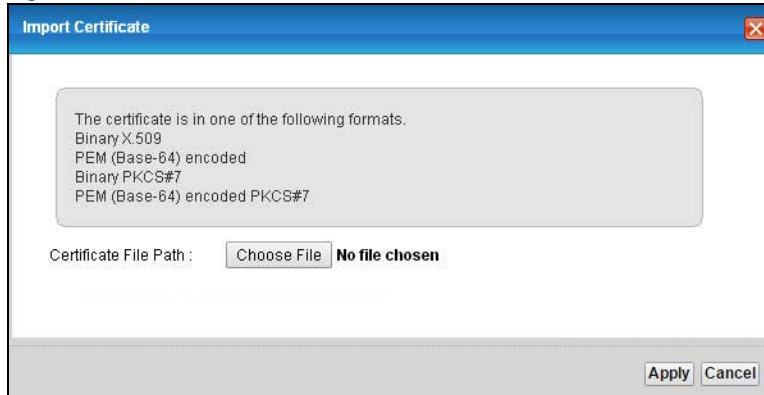 Import Certificate
The certificate is in one of the following formats.
Binary X.509
PEM (Base-64) encoded
Binary PKCS#7
PEM (Base-64) encoded PKCS#7
Certificate File Path : Choose File No file chosen
Apply Cancel